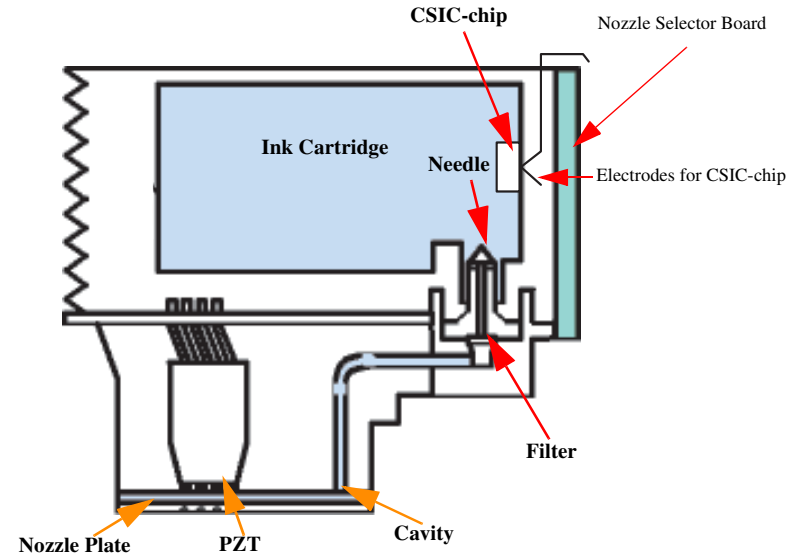 CSIC-chip
Nozzle Selector Board
Ink Cartridge
Needle
Electrodes for CSIC-chip
Filter
Cavity
Nozzle Plate
PZT